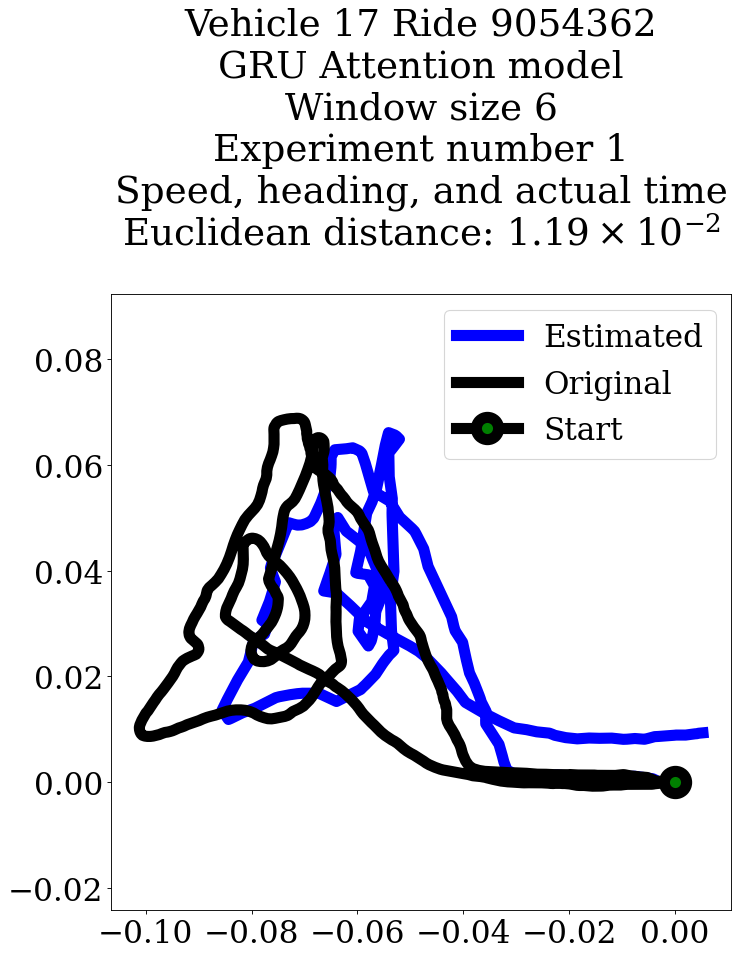 Vehicle 17 Ride 9054362
GRU Attention model
Window size 6
Experiment number 1
Speed, heading, and actual time
Euclidean distance: 1.19 × 10⁻²
Estimated
Original
Start
0.08
0.06
0.04
0.02
0.00
−0.02
−0.10 −0.08 −0.06 −0.04 −0.02 0.00